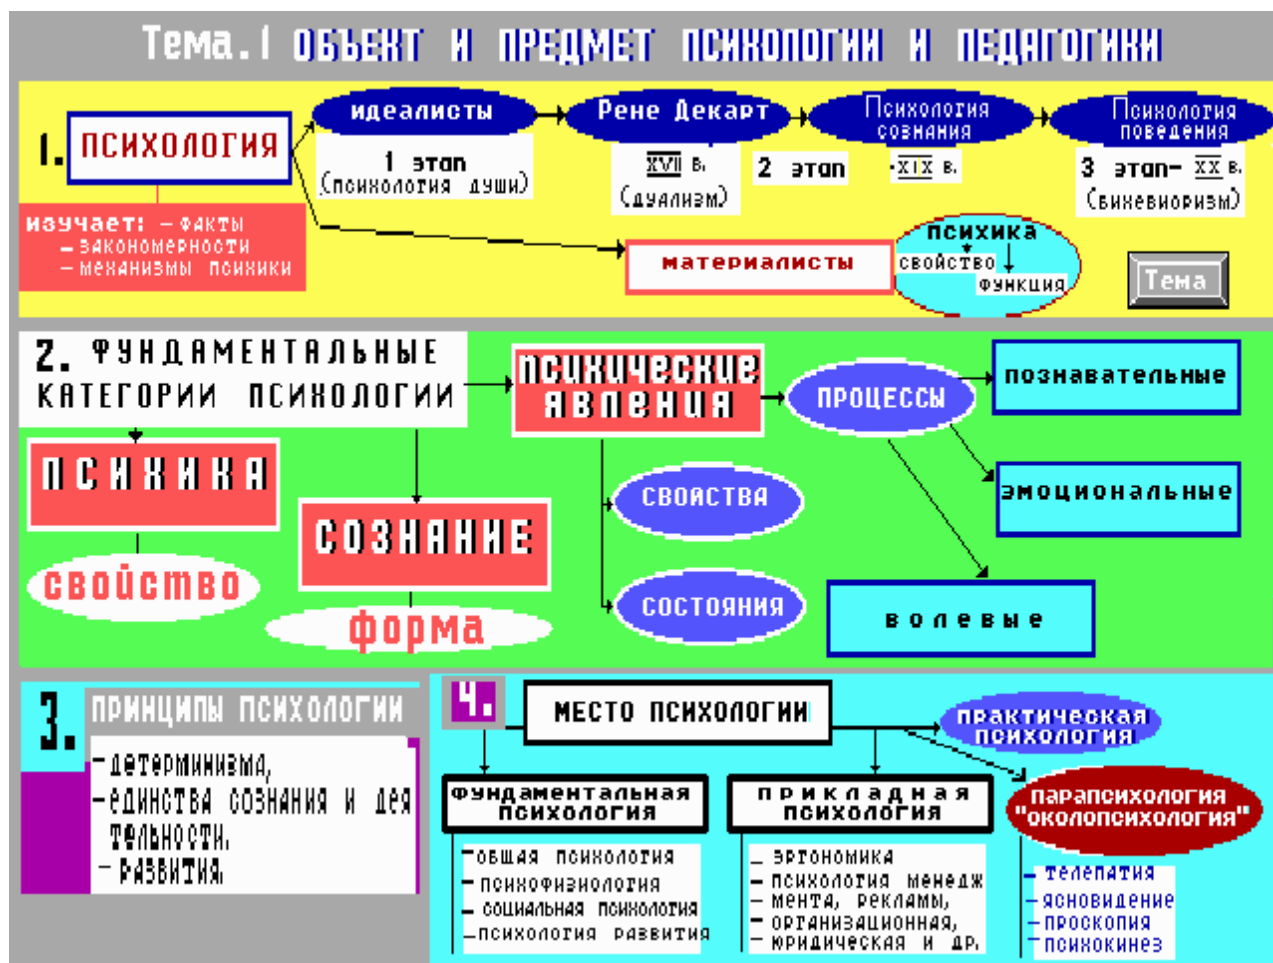 Тема.1 ОБЪЕКТ И ПРЕДМЕТ ПСИХОЛОГИИ И ПЕДАГОГИКИ
1. ПСИХОЛОГИЯ
изучает: – факты
– закономерности
– механизмы психики
идеалисты
1 этап
(психология души)
Рене Декарт
XVII в.
(дуализм)
2 этап
Психология
сознания
-XIX в.
Психология
поведения
3 этап– XX в.
(бихевиоризм)
материалисты
психика
свойство
функция
Тема
2. ФУНДАМЕНТАЛЬНЫЕ
КАТЕГОРИИ ПСИХОЛОГИИ
ПСИХИКА
свойство
СОЗНАНИЕ
форма
психические
явления
ПРОЦЕССЫ
СВОЙСТВА
СОСТОЯНИЯ
познавательные
эмоциональные
волевые
3. ПРИНЦИПЫ ПСИХОЛОГИИ
– детерминизма,
– единства сознания и дея
тельности,
– развития.
4. МЕСТО ПСИХОЛОГИИ
ПРАКТИЧЕСКАЯ
ПСИХОЛОГИЯ
ФУНДАМЕНТАЛЬНАЯ
ПСИХОЛОГИЯ
– общая психология
– психофизиология
– социальная психология
– психология развития
ПРИКЛАДНАЯ
ПСИХОЛОГИЯ
– эргономика
– психология менедж
– мента, рекламы,
– организационная,
– юридическая и др.
ПАРАПСИХОЛОГИЯ
"ОКОЛОПСИХОЛОГИЯ"
– телепатия
– ясновидение
– проскопия
– психокинез